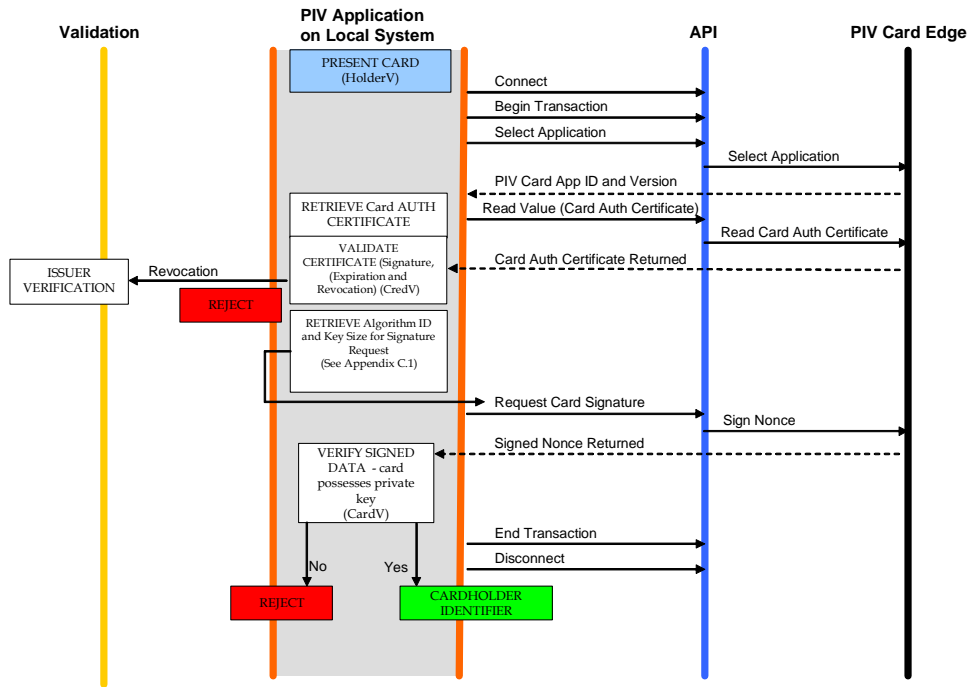 PIV Application
on Local System
Validation
API
PIV Card Edge
PRESENT CARD
(HolderV)
Connect
Begin Transaction
Select Application
Select Application
PIV Card App ID and Version
RETRIEVE Card AUTH
CERTIFICATE
Read Value (Card Auth Certificate)
Read Card Auth Certificate
VALIDATE
CERTIFICATE (Signature,
(Expiration and
Revocation) (CredV)
Card Auth Certificate Returned
ISSUER
VERIFICATION
Revocation
REJECT
RETRIEVE Algorithm ID
and Key Size for Signature
Request
(See Appendix C.1)
Request Card Signature
Sign Nonce
Signed Nonce Returned
VERIFY SIGNED
DATA - card
possesses private
key
(CardV)
End Transaction
Disconnect
No
Yes
REJECT
CARDHOLDER
IDENTIFIER